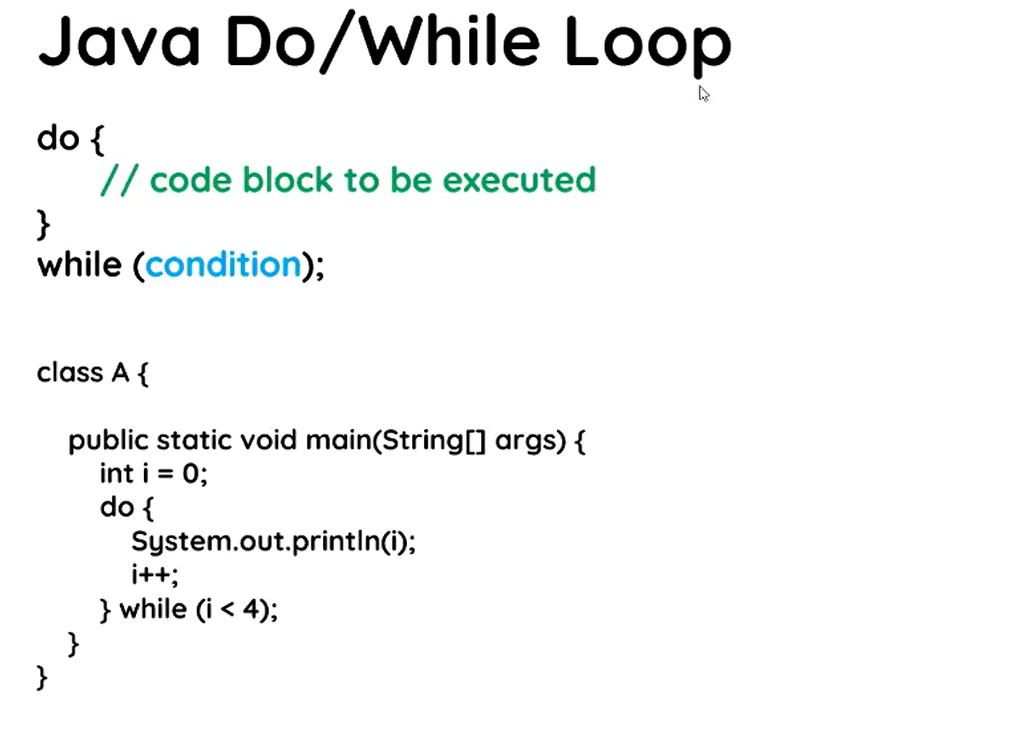 Java Do/While Loop
do {
// code block to be executed
}
while (condition);
class A {
public static void main(String[] args) {
int i = 0;
do {
System.out.println(i);
i++;
} while (i < 4);
}
}